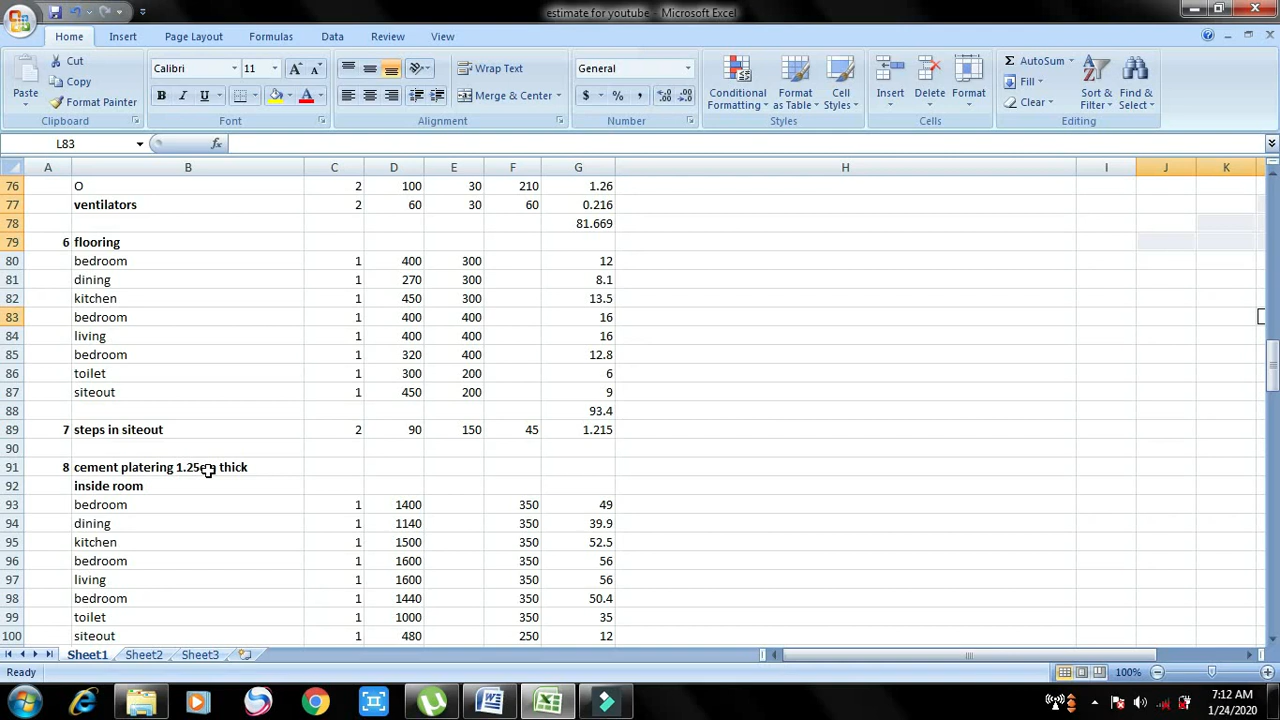 estimate for youtube - Microsoft Excel
Home Insert Page Layout Formulas Data Review View
Cut
Copy
Format Painter
Paste
Clipboard
Calibri 11
Font
Wrap Text
Merge & Center
Alignment
General
Number
Conditional Formatting
Format as Table
Cell Styles
Styles
Insert Delete Format
Cells
AutoSum
Fill
Clear
Sort & Filter
Find & Select
Editing
L83
A B C D E F G H I J K
76 O 2 100 30 210 1.26
77 ventilators 2 60 30 60 0.216
78 81.669
79 6 flooring
80 bedroom 1 400 300 12
81 dining 1 270 300 8.1
82 kitchen 1 450 300 13.5
83 bedroom 1 400 400 16
84 living 1 400 400 16
85 bedroom 1 320 400 12.8
86 toilet 1 300 200 6
87 siteout 1 450 200 9
88 93.4
89 7 steps in siteout 2 90 150 45 1.215
90
91 8 cement platering 1.25cm thick
92 inside room
93 bedroom 1 1400 350 49
94 dining 1 1140 350 39.9
95 kitchen 1 1500 350 52.5
96 bedroom 1 1600 350 56
97 living 1 1600 350 56
98 bedroom 1 1440 350 50.4
99 toilet 1 1000 350 35
100 siteout 1 480 250 12
Sheet1 Sheet2 Sheet3
Ready
100%
7:12 AM
1/24/2020